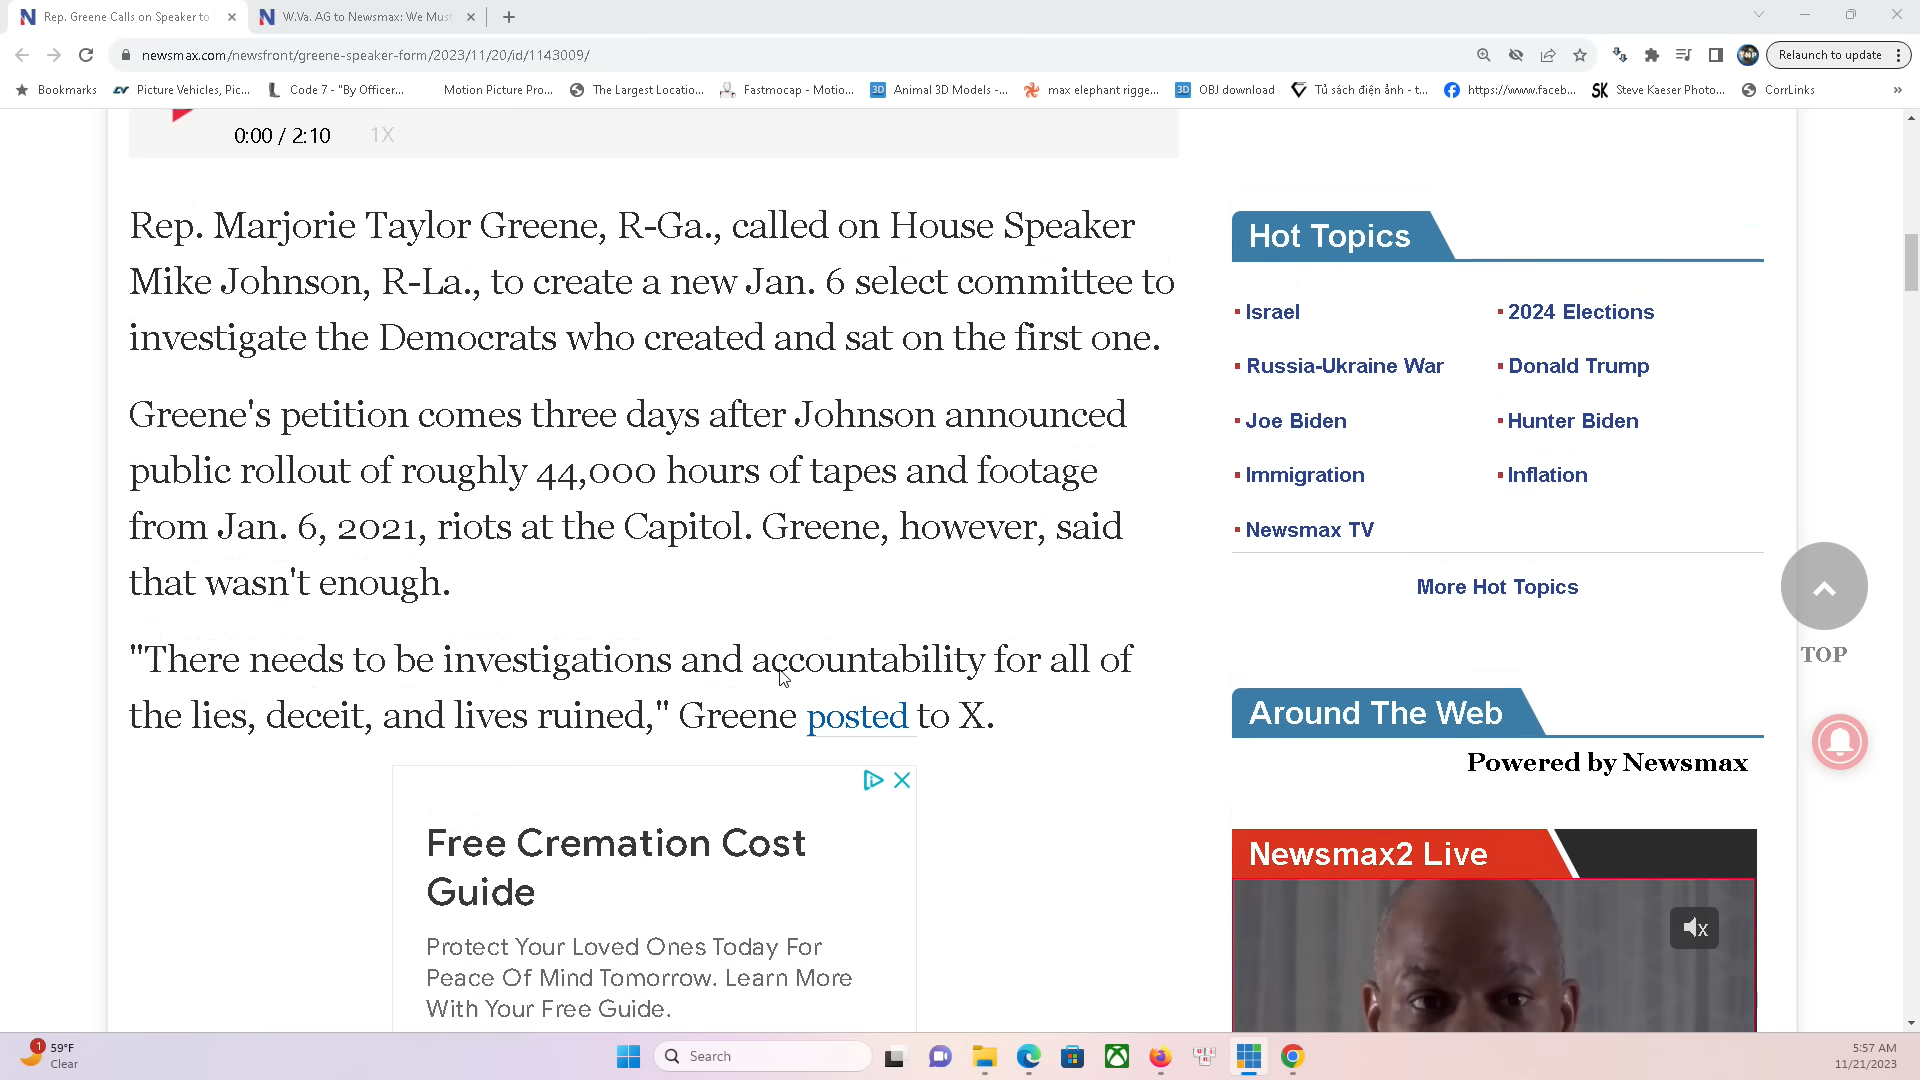 Rep. Greene Calls on Speaker to
W.Va. AG to Newsmax: We Must
newsmax.com/newsfront/greene-speaker-form/2023/11/20/id/1143009/
TNP
Relaunch to update
Bookmarks
Picture Vehicles, Pic...
Code 7 - "By Officer...
Motion Picture Pro...
The Largest Locatio...
Fastmocap - Motio...
3D
Animal 3D Models -...
max elephant rigge...
3D
OBJ download
Tủ sách điện ảnh - t...
https://www.faceb...
SK
Steve Kaeser Photo...
CorrLinks
»
0:00 / 2:10
1X
Rep. Marjorie Taylor Greene, R-Ga., called on House Speaker
Mike Johnson, R-La., to create a new Jan. 6 select committee to
investigate the Democrats who created and sat on the first one.
Greene's petition comes three days after Johnson announced
public rollout of roughly 44,000 hours of tapes and footage
from Jan. 6, 2021, riots at the Capitol. Greene, however, said
that wasn't enough.
"There needs to be investigations and accountability for all of
the lies, deceit, and lives ruined," Greene posted to X.
Free Cremation Cost
Guide
Protect Your Loved Ones Today For
Peace Of Mind Tomorrow. Learn More
With Your Free Guide.
Hot Topics
Israel
2024 Elections
Russia-Ukraine War
Donald Trump
Joe Biden
Hunter Biden
Immigration
Inflation
Newsmax TV
More Hot Topics
TOP
Around The Web
Powered by Newsmax
Newsmax2 Live
1
59°F
Clear
Search
5:57 AM
11/21/2023